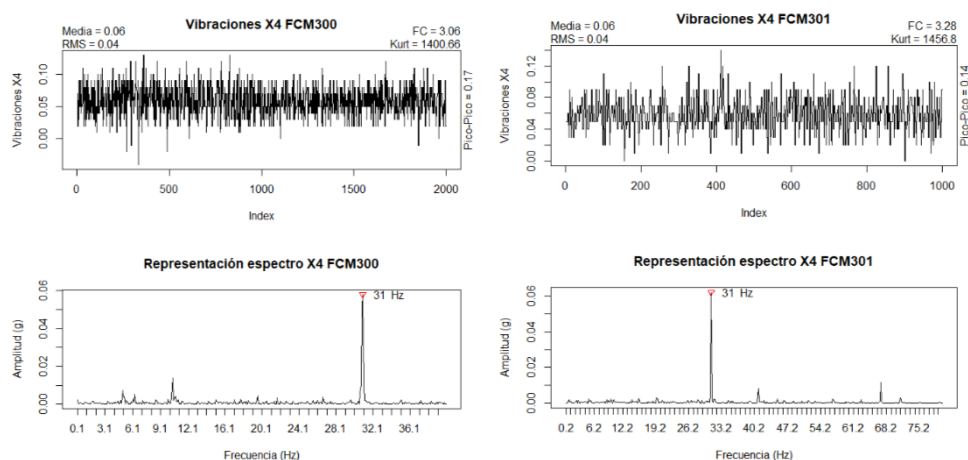 Vibraciones X4 FCM300
Media = 0.06
RMS = 0.04
FC = 3.06
Kurt = 1400.66
Vibraciones X4
0.10
0.05
0.00
Pico-Pico = 0.17
0 500 1000 1500 2000
Index
Vibraciones X4 FCM301
Media = 0.06
RMS = 0.04
FC = 3.28
Kurt = 1456.8
Vibraciones X4
0.12
0.08
0.04
0.00
Pico-Pico = 0.14
0 200 400 600 800 1000
Index
Representación espectro X4 FCM300
Amplitud (g)
0.06
0.04
0.02
0.00
31 Hz
0.1 3.1 6.1 9.1 12.1 16.1 20.1 24.1 28.1 32.1 36.1
Frecuencia (Hz)
Representación espectro X4 FCM301
Amplitud (g)
0.06
0.04
0.02
0.00
31 Hz
0.2 6.2 12.2 19.2 26.2 33.2 40.2 47.2 54.2 61.2 68.2 75.2
Frecuencia (Hz)